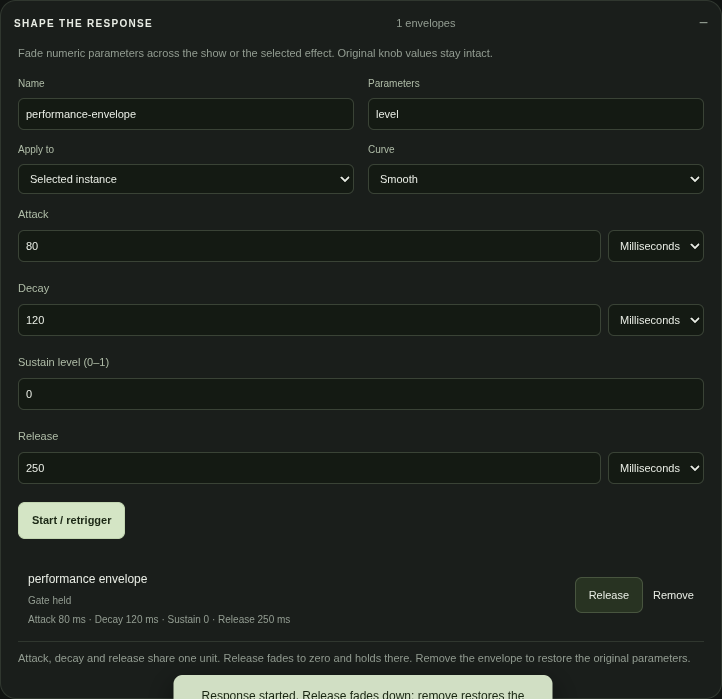 SHAPE THE RESPONSE
1 envelopes
Fade numeric parameters across the show or the selected effect. Original knob values stay intact.
Name
Parameters
performance-envelope
level
Apply to
Curve
Selected instance
Smooth
Attack
80
Milliseconds
Decay
120
Milliseconds
Sustain level (0–1)
0
Release
250
Milliseconds
Start / retrigger
performance envelope
Gate held
Attack 80 ms · Decay 120 ms · Sustain 0 · Release 250 ms
Release
Remove
Attack, decay and release share one unit. Release fades to zero and holds there. Remove the envelope to restore the original parameters.
Response started. Release fades down; remove restores the